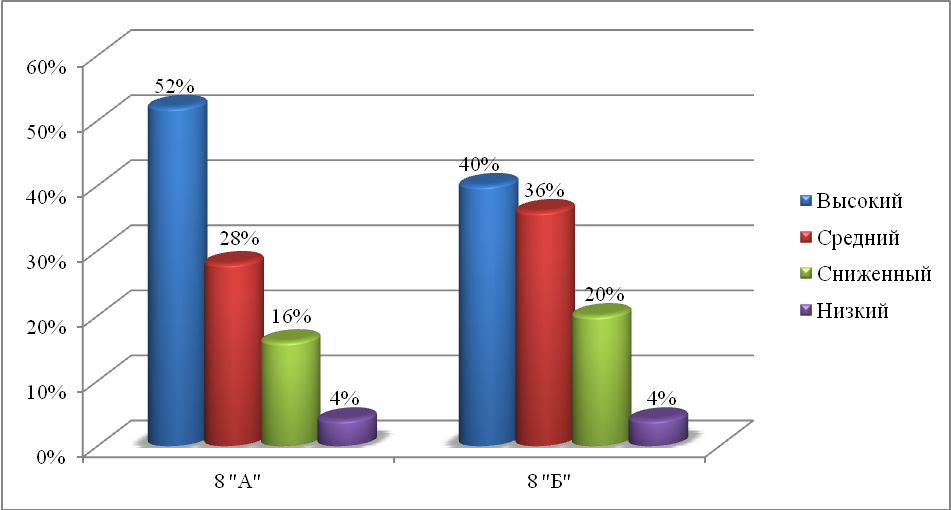 60%
50%
40%
30%
20%
10%
0%
52%
28%
16%
4%
40%
36%
20%
4%
8 "А"
8 "Б"
Высокий
Средний
Сниженный
Низкий